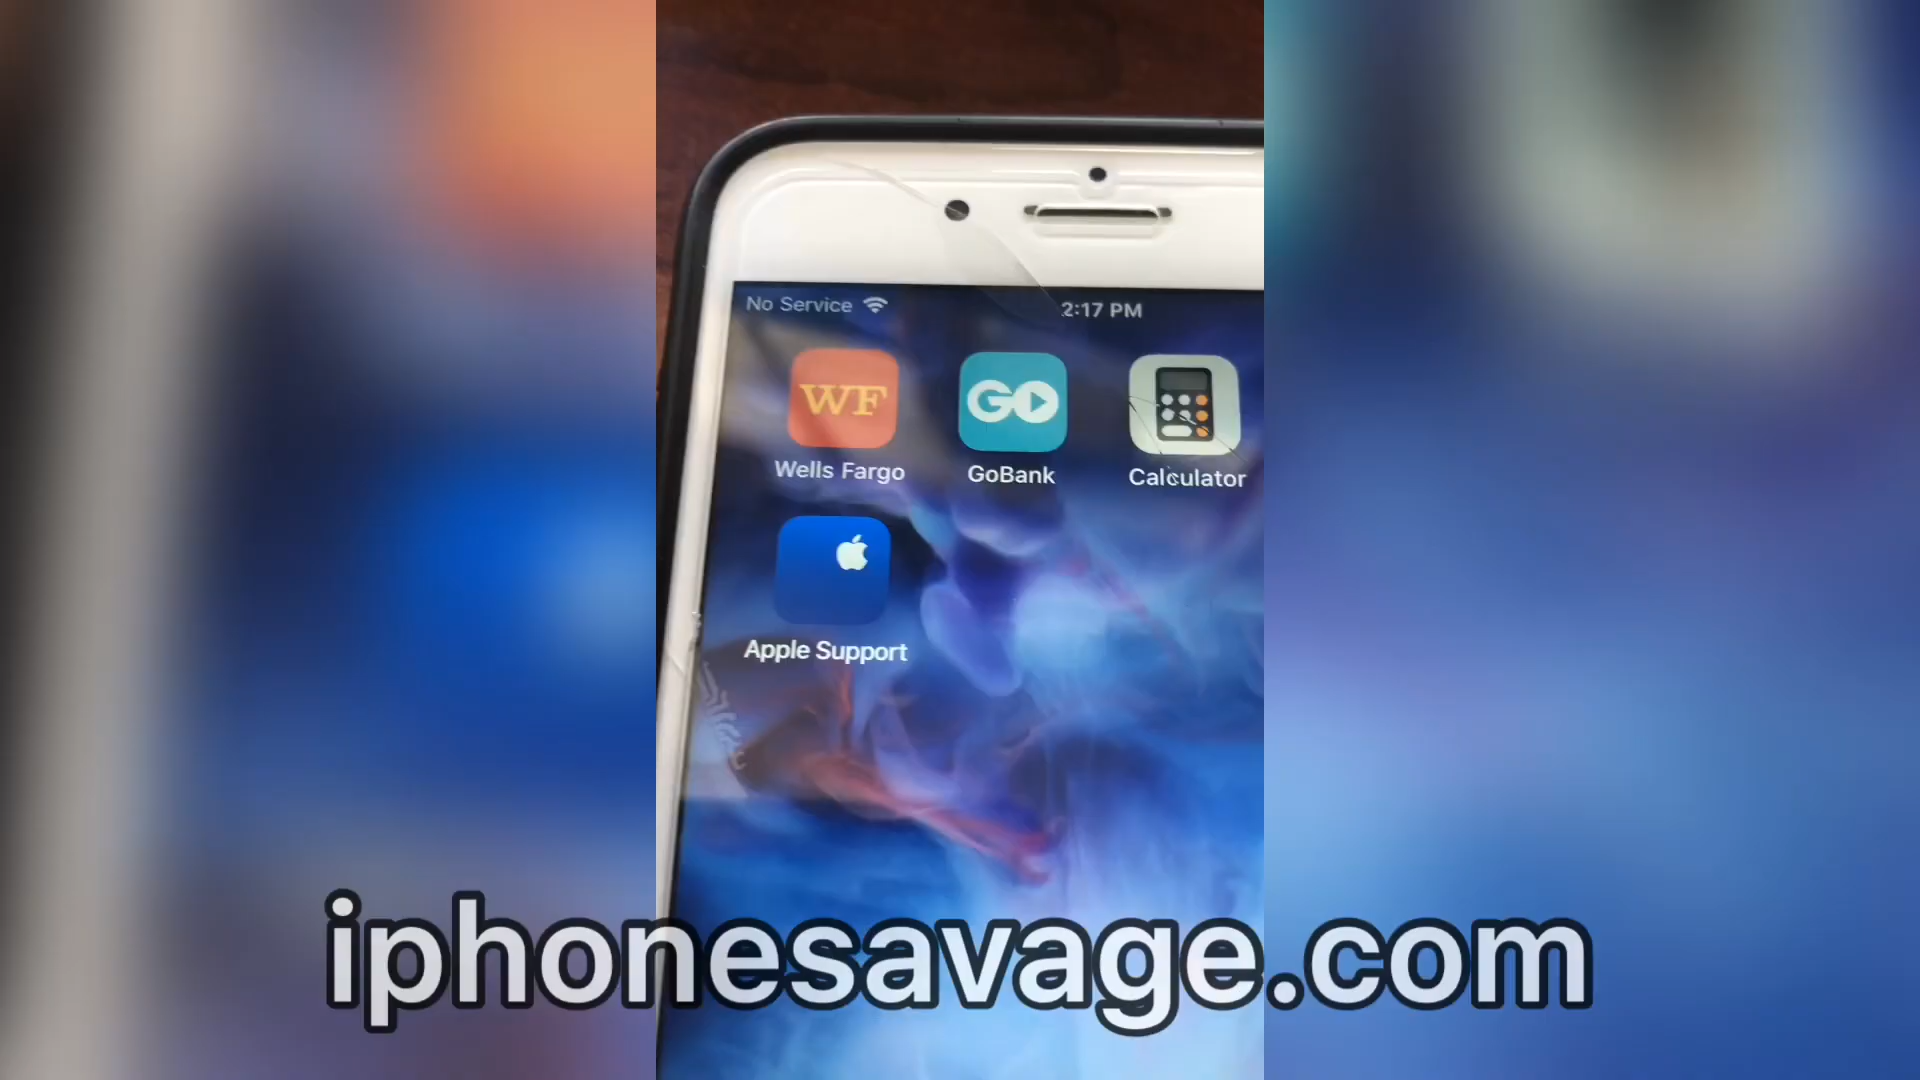 No Service 2:17 PM
WF GO
Wells Fargo GoBank Calculator
Apple Support
iphonesavage.com